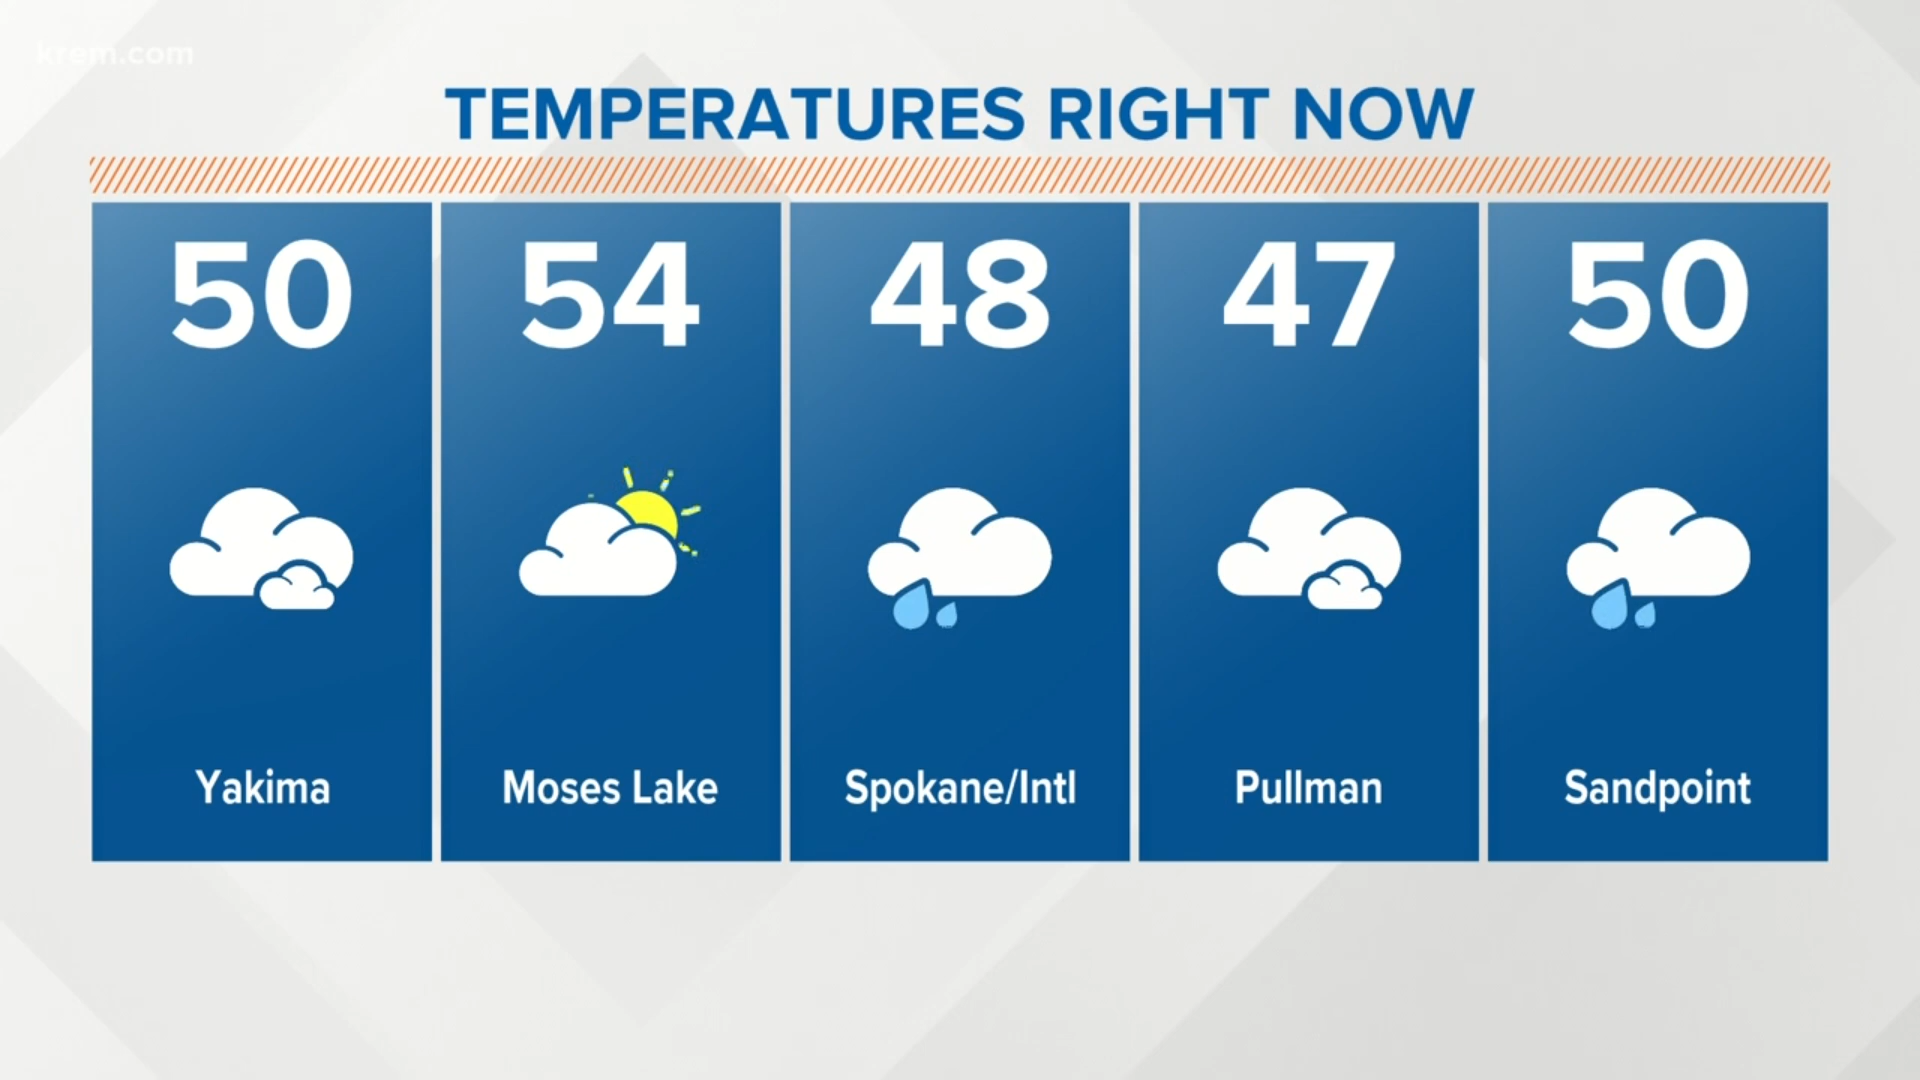 krem.com
TEMPERATURES RIGHT NOW
50 54 48 47 50
Yakima Moses Lake Spokane/Intl Pullman Sandpoint